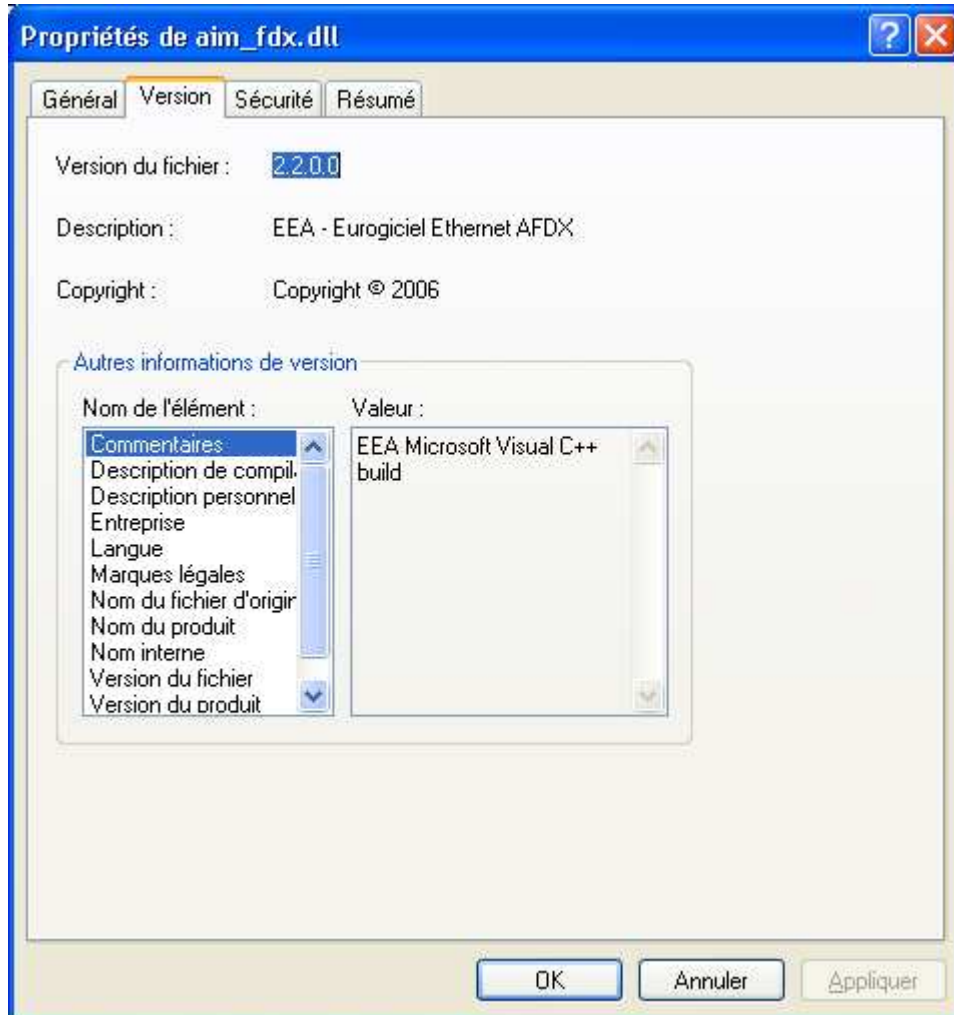 Propriétés de aim_fdx.dll
Général Version Sécurité Résumé
Version du fichier : 2.2.0.0
Description : EEA - Eurogiciel Ethernet AFDX
Copyright : Copyright © 2006
Autres informations de version
Nom de l'élément : Valeur :
Commentaires
Description de compil
Description personnel
Entreprise
Langue
Marques légales
Nom du fichier d'origin
Nom du produit
Nom interne
Version du fichier
Version du produit
EEA Microsoft Visual C++
build
OK Annuler Appliquer